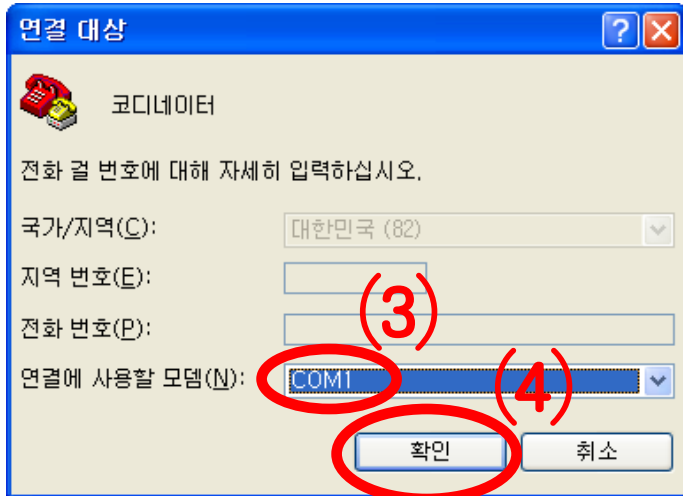 연결 대상
코디네이터
전화 걸 번호에 대해 자세히 입력하십시오.
국가/지역(C): 대한민국 (82)
지역 번호(E):
(3)
전화 번호(P):
연결에 사용할 모뎀(N): COM1
(4)
확인 취소